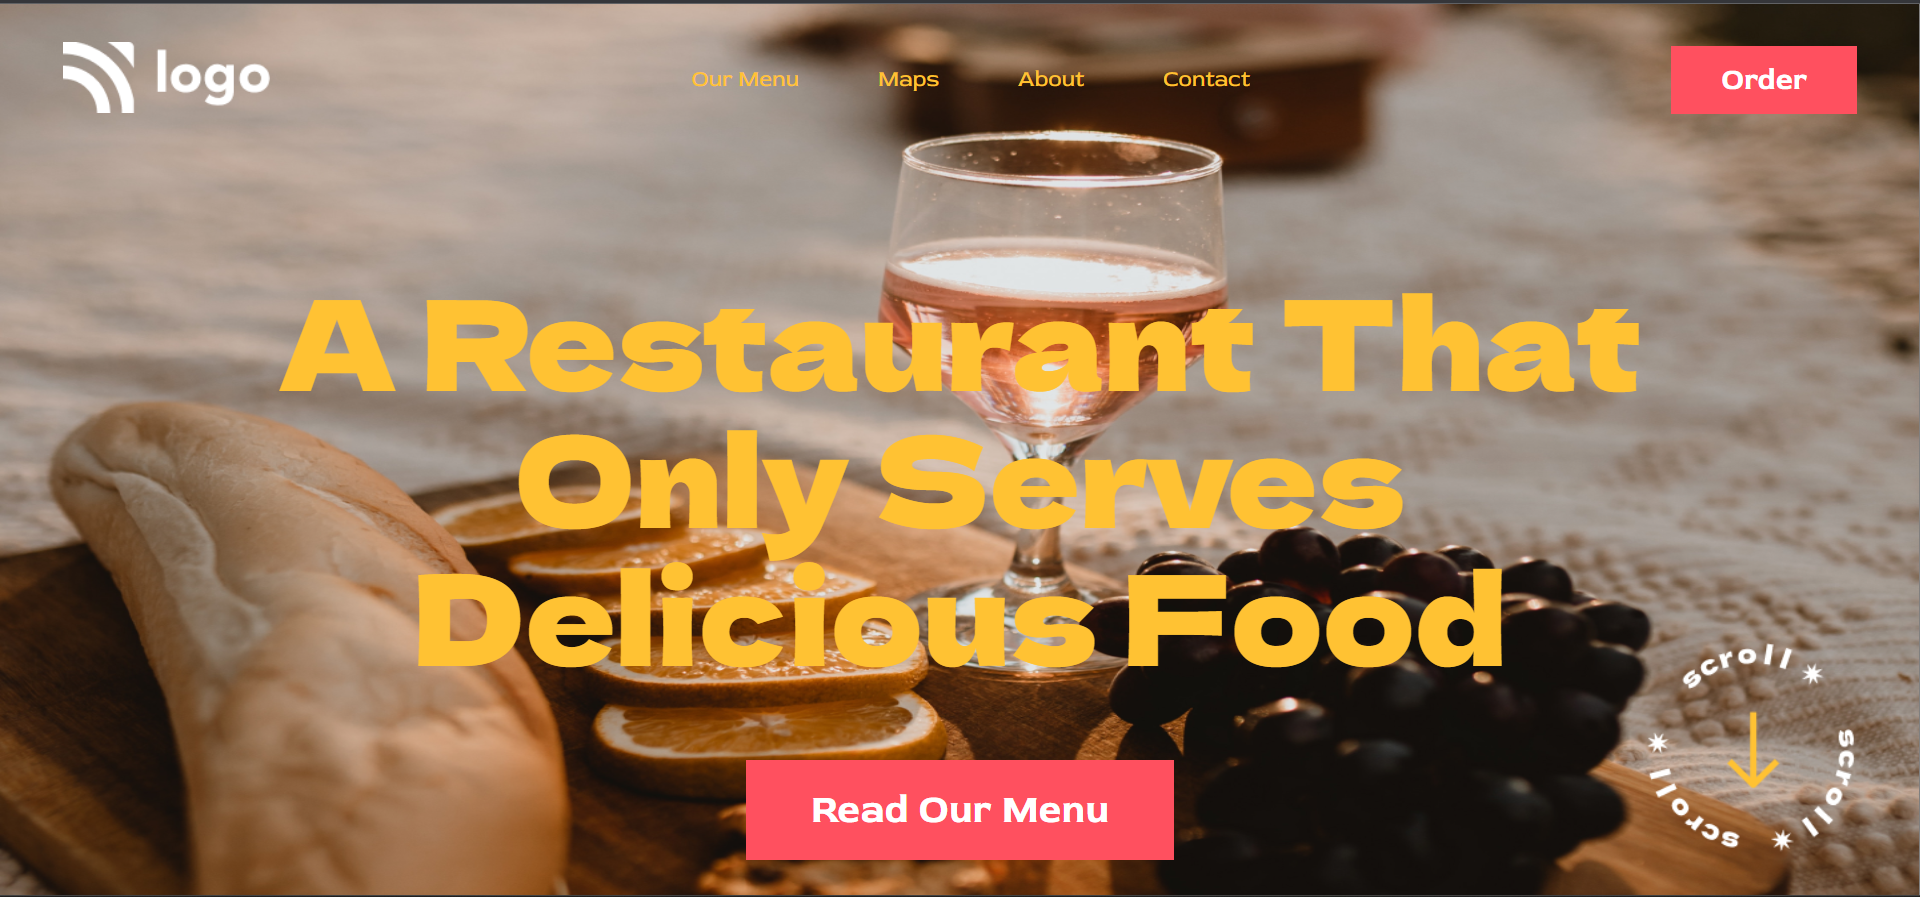 logo
Our Menu
Maps
About
Contact
Order
A Restaurant That
Only Serves
Delicious Food
Read Our Menu
scroll
scroll
scroll